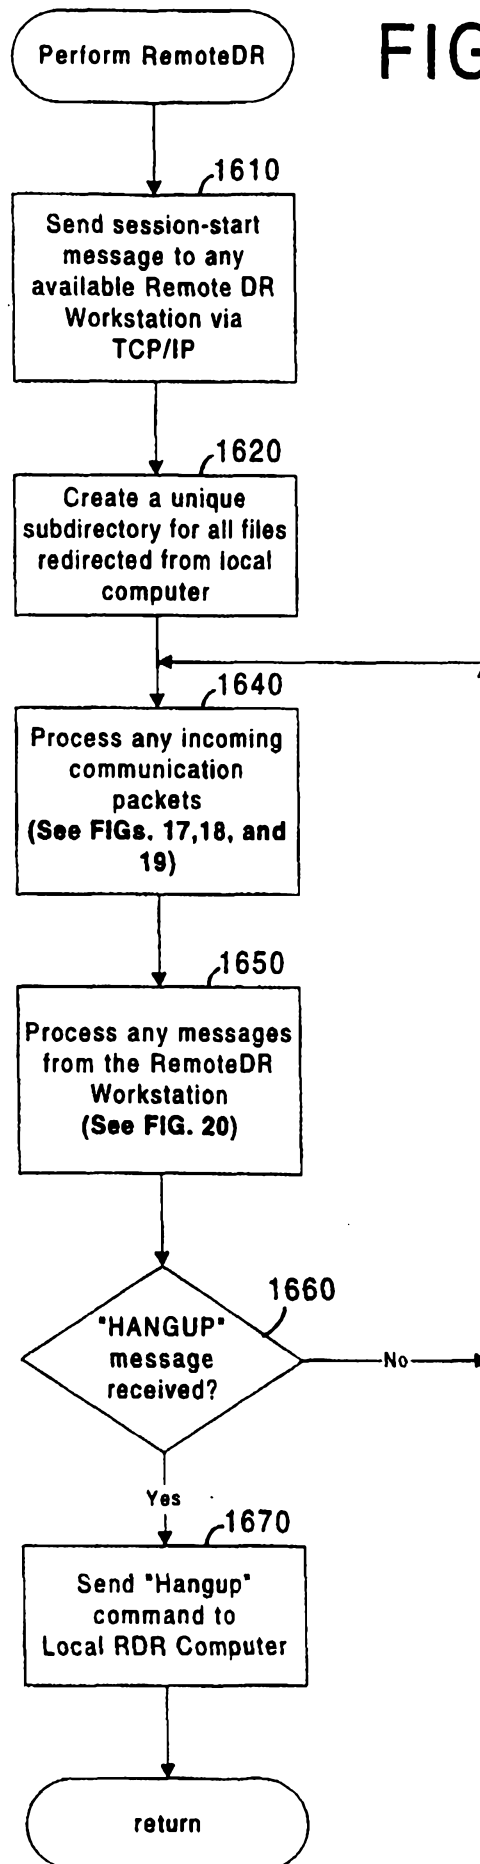 Perform RemoteDR
FIG
1610
Send session-start
message to any
available Remote DR
Workstation via
TCP/IP
1620
Create a unique
subdirectory for all files
redirected from local
computer
1640
Process any incoming
communication
packets
(See FIGs. 17,18, and
19)
1650
Process any messages
from the RemoteDR
Workstation
(See FIG. 20)
1660
"HANGUP"
message
received?
No
Yes
1670
Send "Hangup"
command to
Local RDR Computer
return